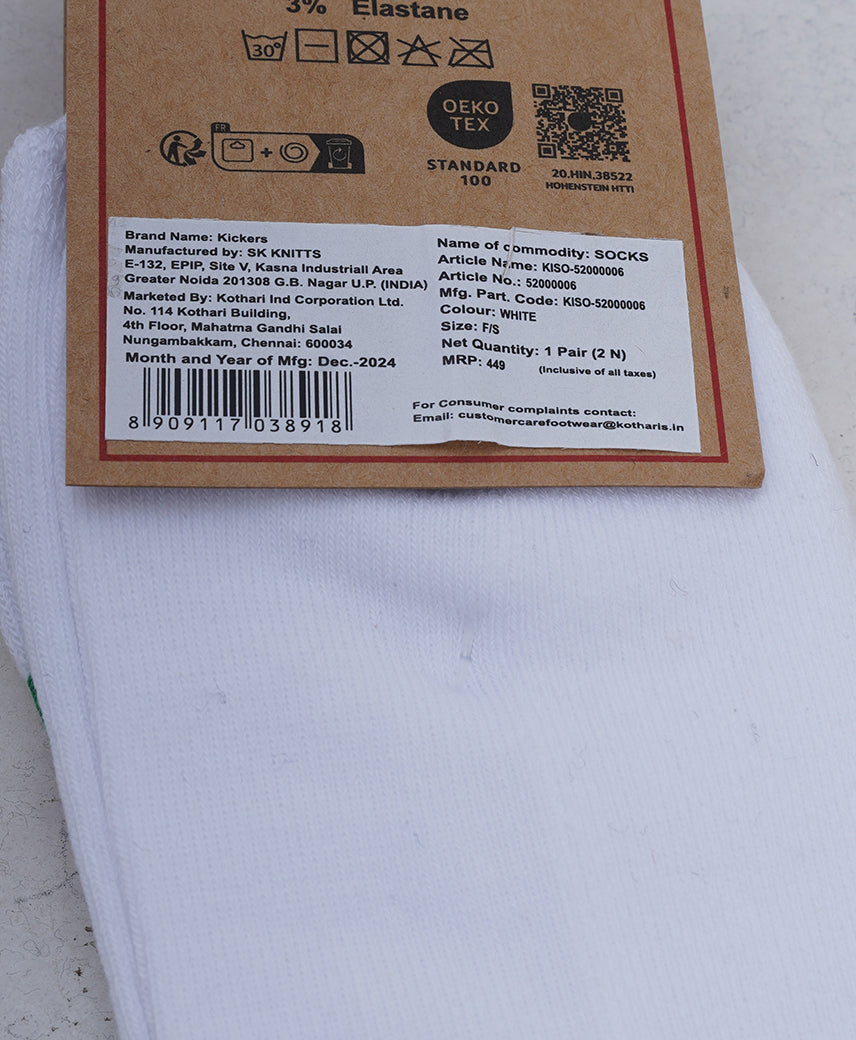 3% Elastane
30°
OEKO
TEX
STANDARD
100
20.HIN.38522
HOHENSTEIN HTTI
FR
Brand Name: Kickers
Manufactured by: SK KNITTS
E-132, EPIP, Site V, Kasna Industriall Area
Greater Noida 201308 G.B. Nagar U.P. (INDIA)
Marketed By: Kothari Ind Corporation Ltd.
No. 114 Kothari Building,
4th Floor, Mahatma Gandhi Salai
Nungambakkam, Chennai: 600034
Month and Year of Mfg: Dec.-2024
8 909117 038918
Name of commodity: SOCKS
Article Name: KISO-52000006
Article No.: 52000006
Mfg. Part. Code: KISO-52000006
Colour: WHITE
Size: F/S
Net Quantity: 1 Pair (2 N)
MRP: 449 (Inclusive of all taxes)
For Consumer complaints contact:
Email: customercarefootwear@kotharis.in